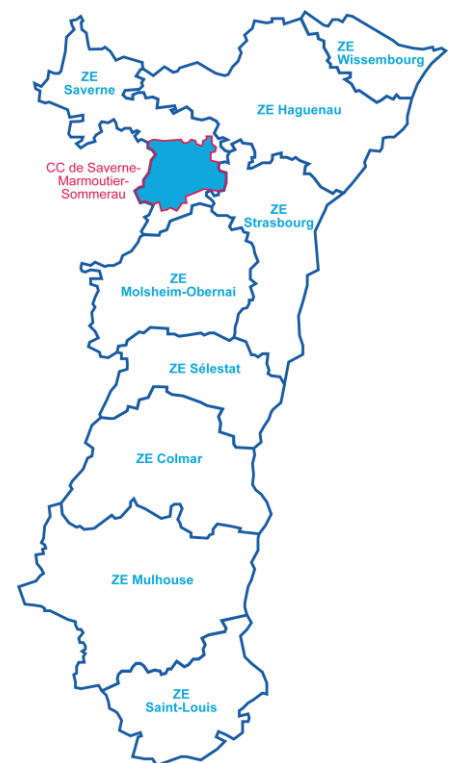 ZE
Wissembourg
ZE
Saverne
ZE Haguenau
CC de Saverne-
Marmoutier-
Sommerau
ZE
Strasbourg
ZE
Molsheim-Obernai
ZE Sélestat
ZE Colmar
ZE Mulhouse
ZE
Saint-Louis